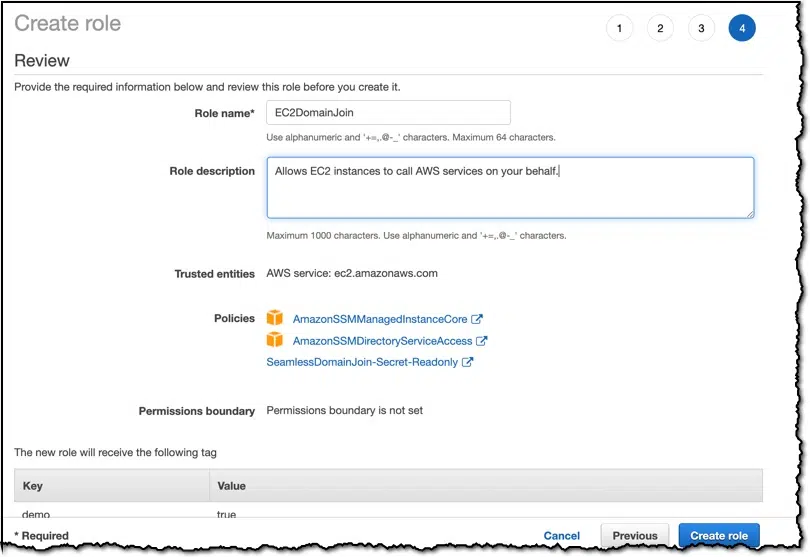 Create role
1 2 3 4
Review
Provide the required information below and review this role before you create it.
Role name* EC2DomainJoin
Use alphanumeric and '+=,.@-_' characters. Maximum 64 characters.
Role description Allows EC2 instances to call AWS services on your behalf.
Maximum 1000 characters. Use alphanumeric and '+=,.@-_' characters.
Trusted entities AWS service: ec2.amazonaws.com
Policies AmazonSSMManagedInstanceCore
AmazonSSMDirectoryServiceAccess
SeamlessDomainJoin-Secret-Readonly
Permissions boundary Permissions boundary is not set
The new role will receive the following tag
Key Value
demo true
* Required Cancel Previous Create role